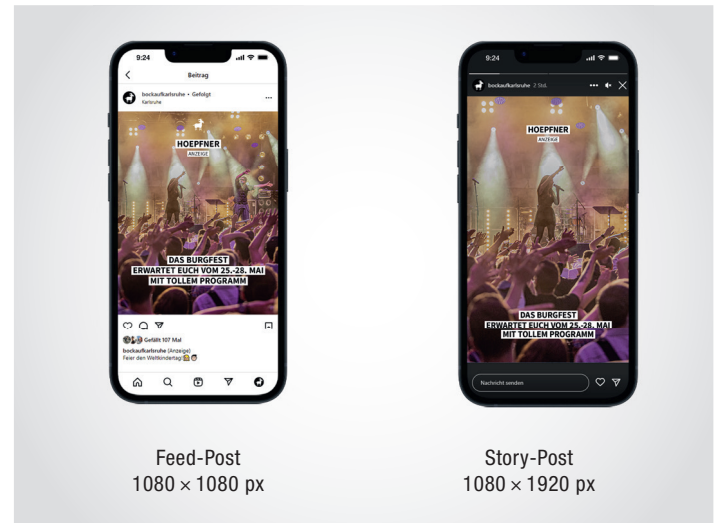 9:24
Beitrag
bockaufkarlsruhe • Gefolgt
Karlsruhe
HOEPFNER
ANZEIGE
DAS BURGFEST
ERWARTET EUCH VOM 25.-28. MAI
MIT TOLLEM PROGRAMM
Gefällt 107 Mal
bockaufkarlsruhe (Anzeige)
Feier den Weltkindertag!
Feed-Post
1080 × 1080 px
9:24
bockaufkarlsruhe 2 Std.
HOEPFNER
ANZEIGE
DAS BURGFEST
ERWARTET EUCH VOM 25.-28. MAI
MIT TOLLEM PROGRAMM
Nachricht senden
Story-Post
1080 × 1920 px